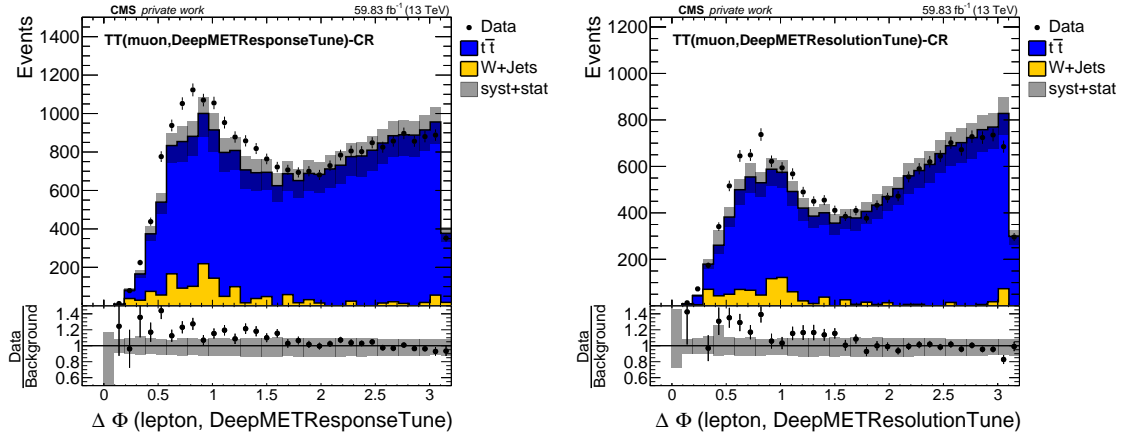 CMS private work 59.83 fb⁻¹ (13 TeV)
TT(muon,DeepMETResponseTune)-CR
Events
1400
1200
1000
800
600
400
200
Data
tt̅
W+Jets
syst+stat
Data
Background
1.4
1.2
1
0.8
0.6
0 0.5 1 1.5 2 2.5 3
Δ Φ (lepton, DeepMETResponseTune)
CMS private work 59.83 fb⁻¹ (13 TeV)
TT(muon,DeepMETResolutionTune)-CR
Events
1200
1000
800
600
400
200
Data
tt̅
W+Jets
syst+stat
Data
Background
1.4
1.2
1
0.8
0.6
0 0.5 1 1.5 2 2.5 3
Δ Φ (lepton, DeepMETResolutionTune)